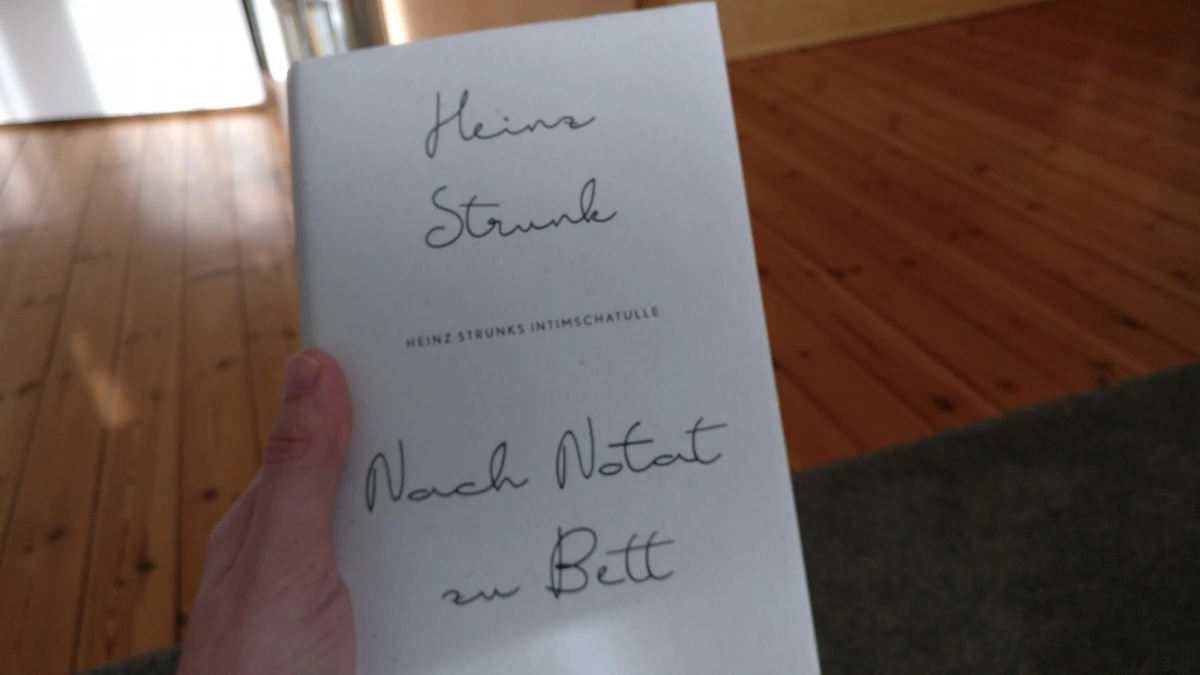 Heinz
Strunk
HEINZ STRUNKS INTIMSCHATULLE
Nach Notat
zu Bett